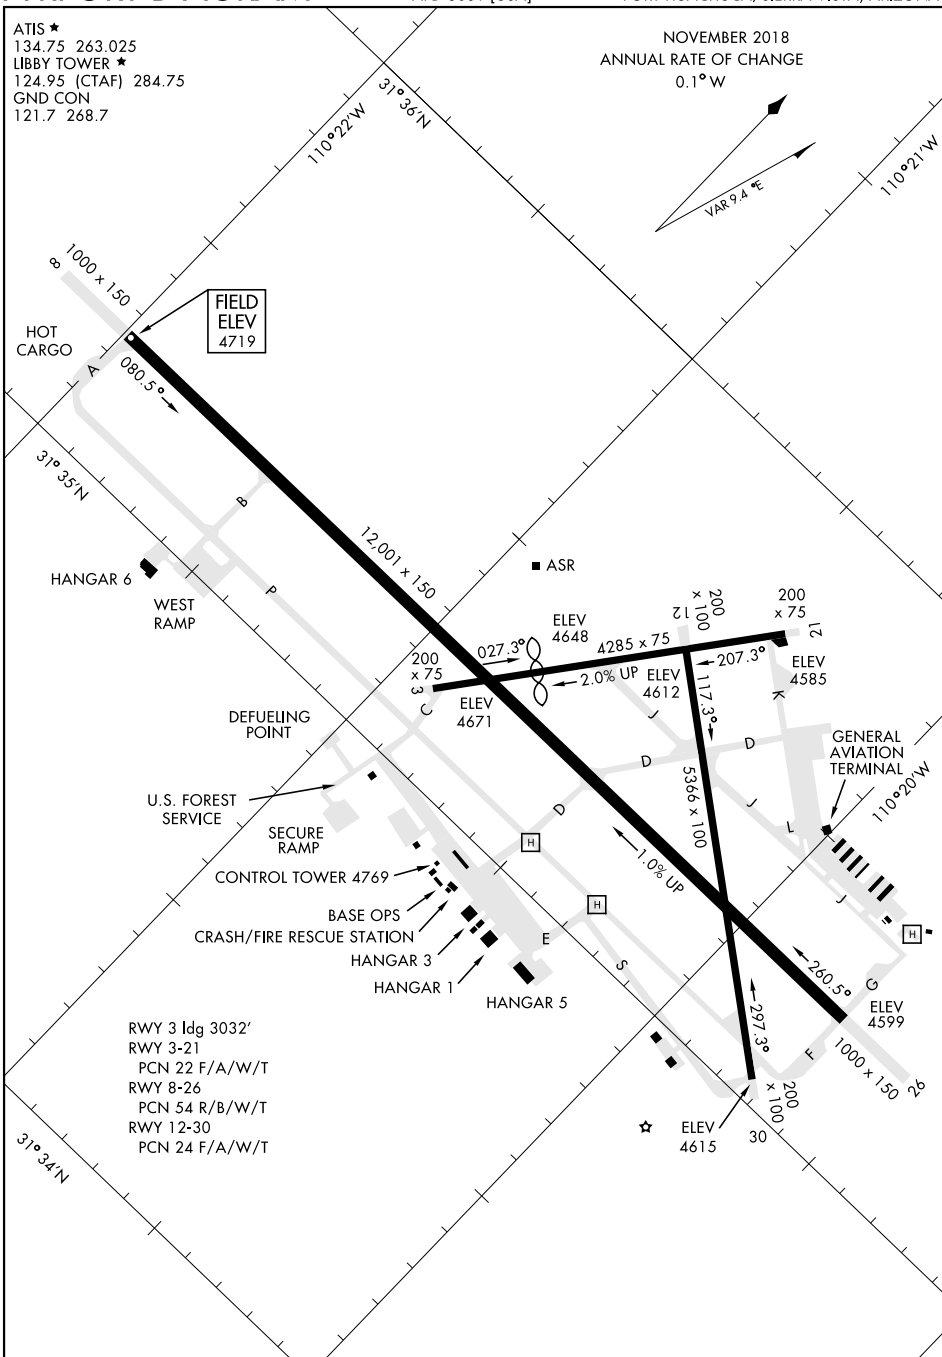 ATIS ★
134.75 263.025
LIBBY TOWER ★
124.95 (CTAF) 284.75
GND CON
121.7 268.7
NOVEMBER 2018
ANNUAL RATE OF CHANGE
0.1° W
VAR 9.4 °E
31° 36'N
110° 22'W
110° 21'W
8
1000 x 150
FIELD
ELEV
4719
HOT
CARGO
A
080.5°
31° 35'N
B
12,001 x 150
HANGAR 6
WEST
RAMP
P
ASR
ELEV
4648
200
x 75
027.3°
4285 x 75
12
200
x 100
200
x 75
21
207.3°
2.0% UP
ELEV
4612
ELEV
4585
3
C
ELEV
4671
117.3°
K
J
D
D
D
DEFUELING
POINT
GENERAL
AVIATION
TERMINAL
110° 20'W
U.S. FOREST
SERVICE
SECURE
RAMP
5366 x 100
J
L
H
1.0% UP
CONTROL TOWER 4769
BASE OPS
CRASH/FIRE RESCUE STATION
HANGAR 3
HANGAR 1
HANGAR 5
H
E
S
J
H
G
260.5°
ELEV
4599
297.3°
F
1000 x 150
26
200
x 100
30
ELEV
4615
RWY 3 ldg 3032'
RWY 3-21
PCN 22 F/A/W/T
RWY 8-26
PCN 54 R/B/W/T
RWY 12-30
PCN 24 F/A/W/T
31° 34'N